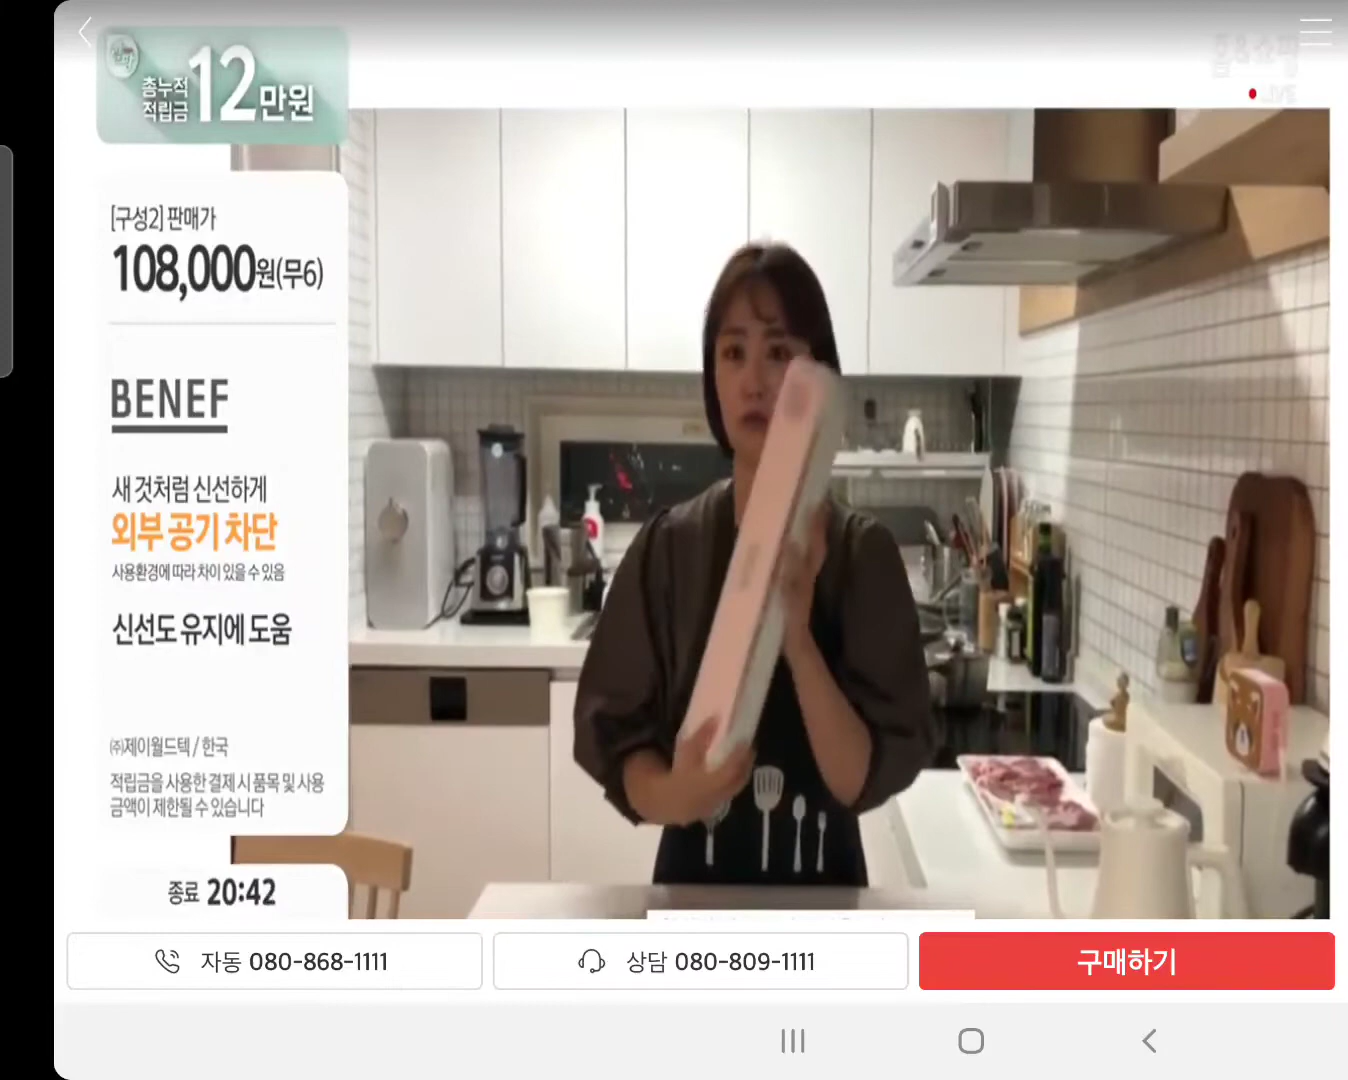 총누적
적립금 12만원
홈&쇼핑
LIVE
[구성2] 판매가
108,000원(무6)
BENEF
새 것처럼 신선하게
외부 공기 차단
사용환경에 따라 차이 있을 수 있음
신선도 유지에 도움
㈜제이월드텍 / 한국
적립금을 사용한 결제 시 품목 및 사용
금액이 제한될 수 있습니다
종료 20:42
자동 080-868-1111
상담 080-809-1111
구매하기